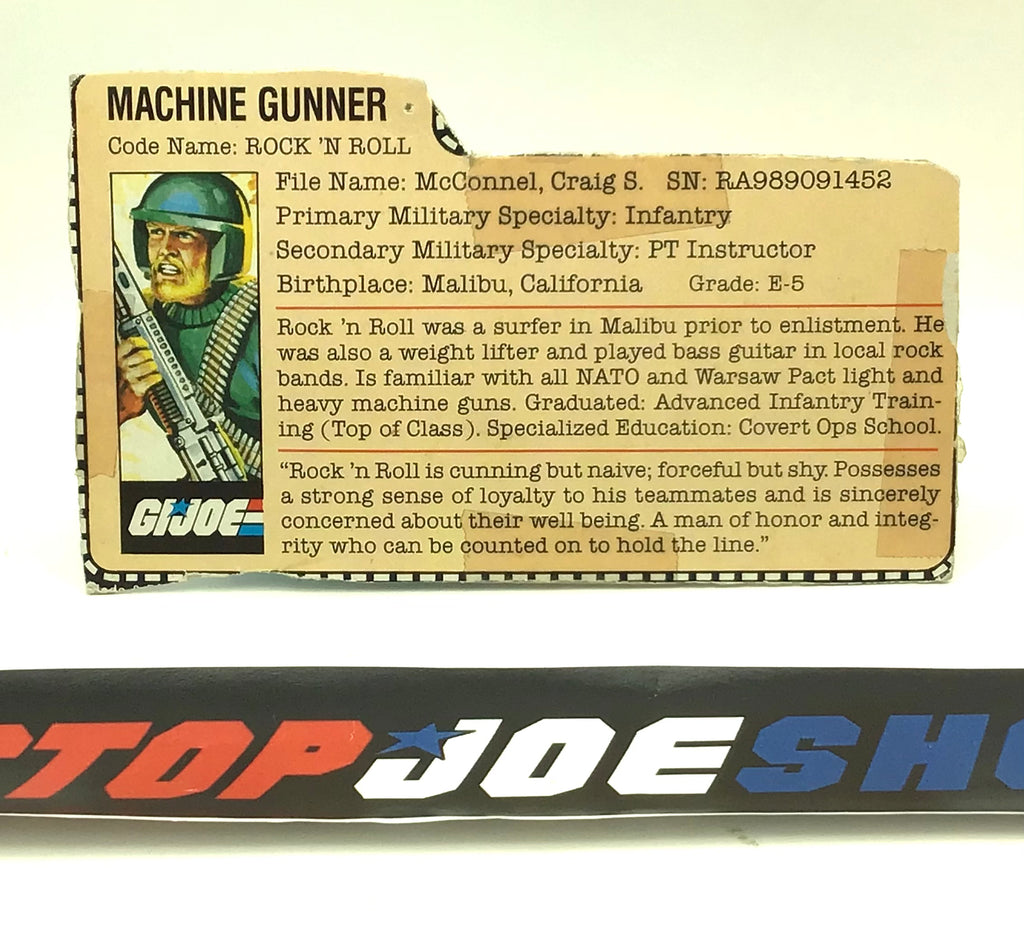 MACHINE GUNNER
Code Name: ROCK 'N ROLL
File Name: McConnel, Craig S. SN: RA989091452
Primary Military Specialty: Infantry
Secondary Military Specialty: PT Instructor
Birthplace: Malibu, California Grade: E-5
Rock 'n Roll was a surfer in Malibu prior to enlistment. He
was also a weight lifter and played bass guitar in local rock
bands. Is familiar with all NATO and Warsaw Pact light and
heavy machine guns. Graduated: Advanced Infantry Train-
ing (Top of Class). Specialized Education: Covert Ops School.
"Rock 'n Roll is cunning but naive; forceful but shy. Possesses
a strong sense of loyalty to his teammates and is sincerely
concerned about their well being. A man of honor and integ-
rity who can be counted on to hold the line."
GI JOE
TOP JOE SHO